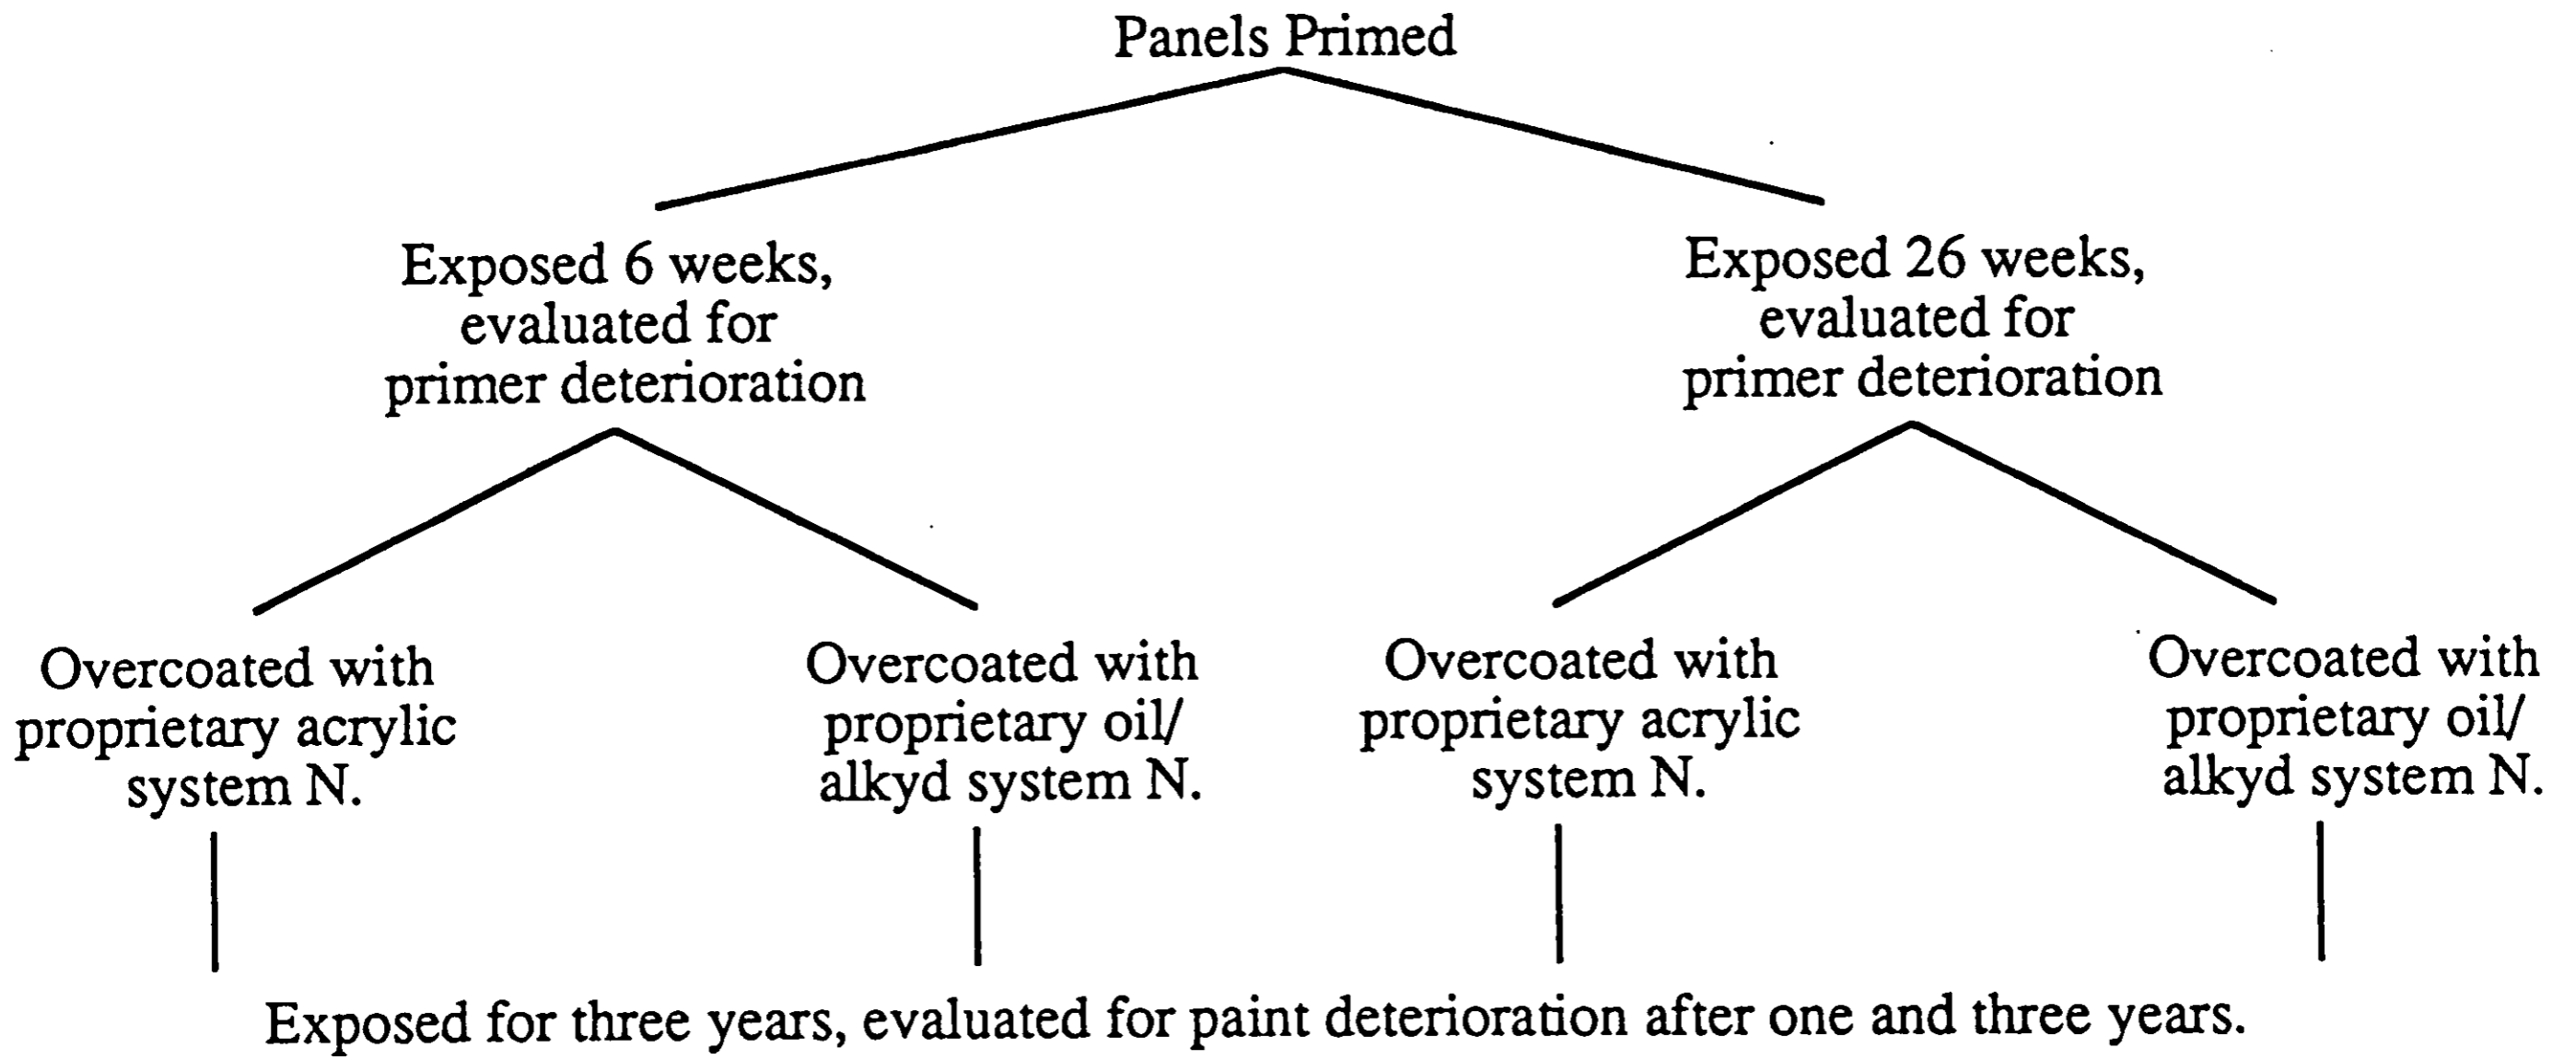 Panels Primed
Exposed 6 weeks,
evaluated for
primer deterioration
Exposed 26 weeks,
evaluated for
primer deterioration
Overcoated with
proprietary acrylic
system N.
Overcoated with
proprietary oil/
alkyd system N.
Overcoated with
proprietary acrylic
system N.
Overcoated with
proprietary oil/
alkyd system N.
Exposed for three years, evaluated for paint deterioration after one and three years.